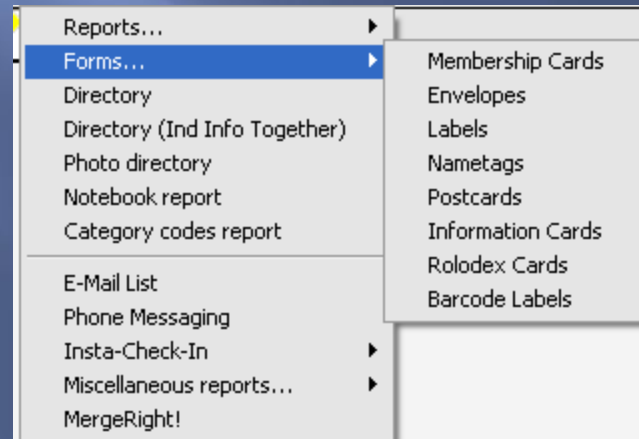 Reports...
Forms...
Directory
Directory (Ind Info Together)
Photo directory
Notebook report
Category codes report
E-Mail List
Phone Messaging
Insta-Check-In
Miscellaneous reports...
MergeRight!
Membership Cards
Envelopes
Labels
Nametags
Postcards
Information Cards
Rolodex Cards
Barcode Labels